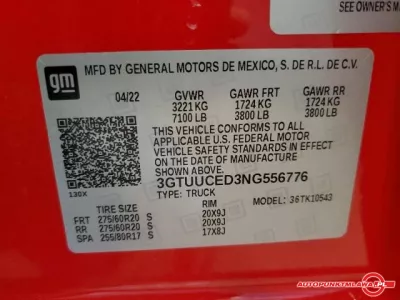 SEE OWNER'S
gm
MFD BY GENERAL MOTORS DE MEXICO, S. DE R.L. DE C.V.
04/22 GVWR GAWR FRT GAWR RR
3221 KG 1724 KG 1724 KG
7100 LB 3800 LB 3800 LB
THIS VEHICLE CONFORMS TO ALL
APPLICABLE U.S. FEDERAL MOTOR
VEHICLE SAFETY STANDARDS IN EFFECT
ON THE DATE OF MANUFACTURE SHOWN
ABOVE.
3GTUUCED3NG556776
130X TYPE: TRUCK MODEL: 36TK10543
TIRE SIZE RIM
FRT 275/60R20 S 20X9J
RR 275/60R20 S 20X9J
SPA 255/80R17 S 17X8J
AUTOPUNKTMLAWA